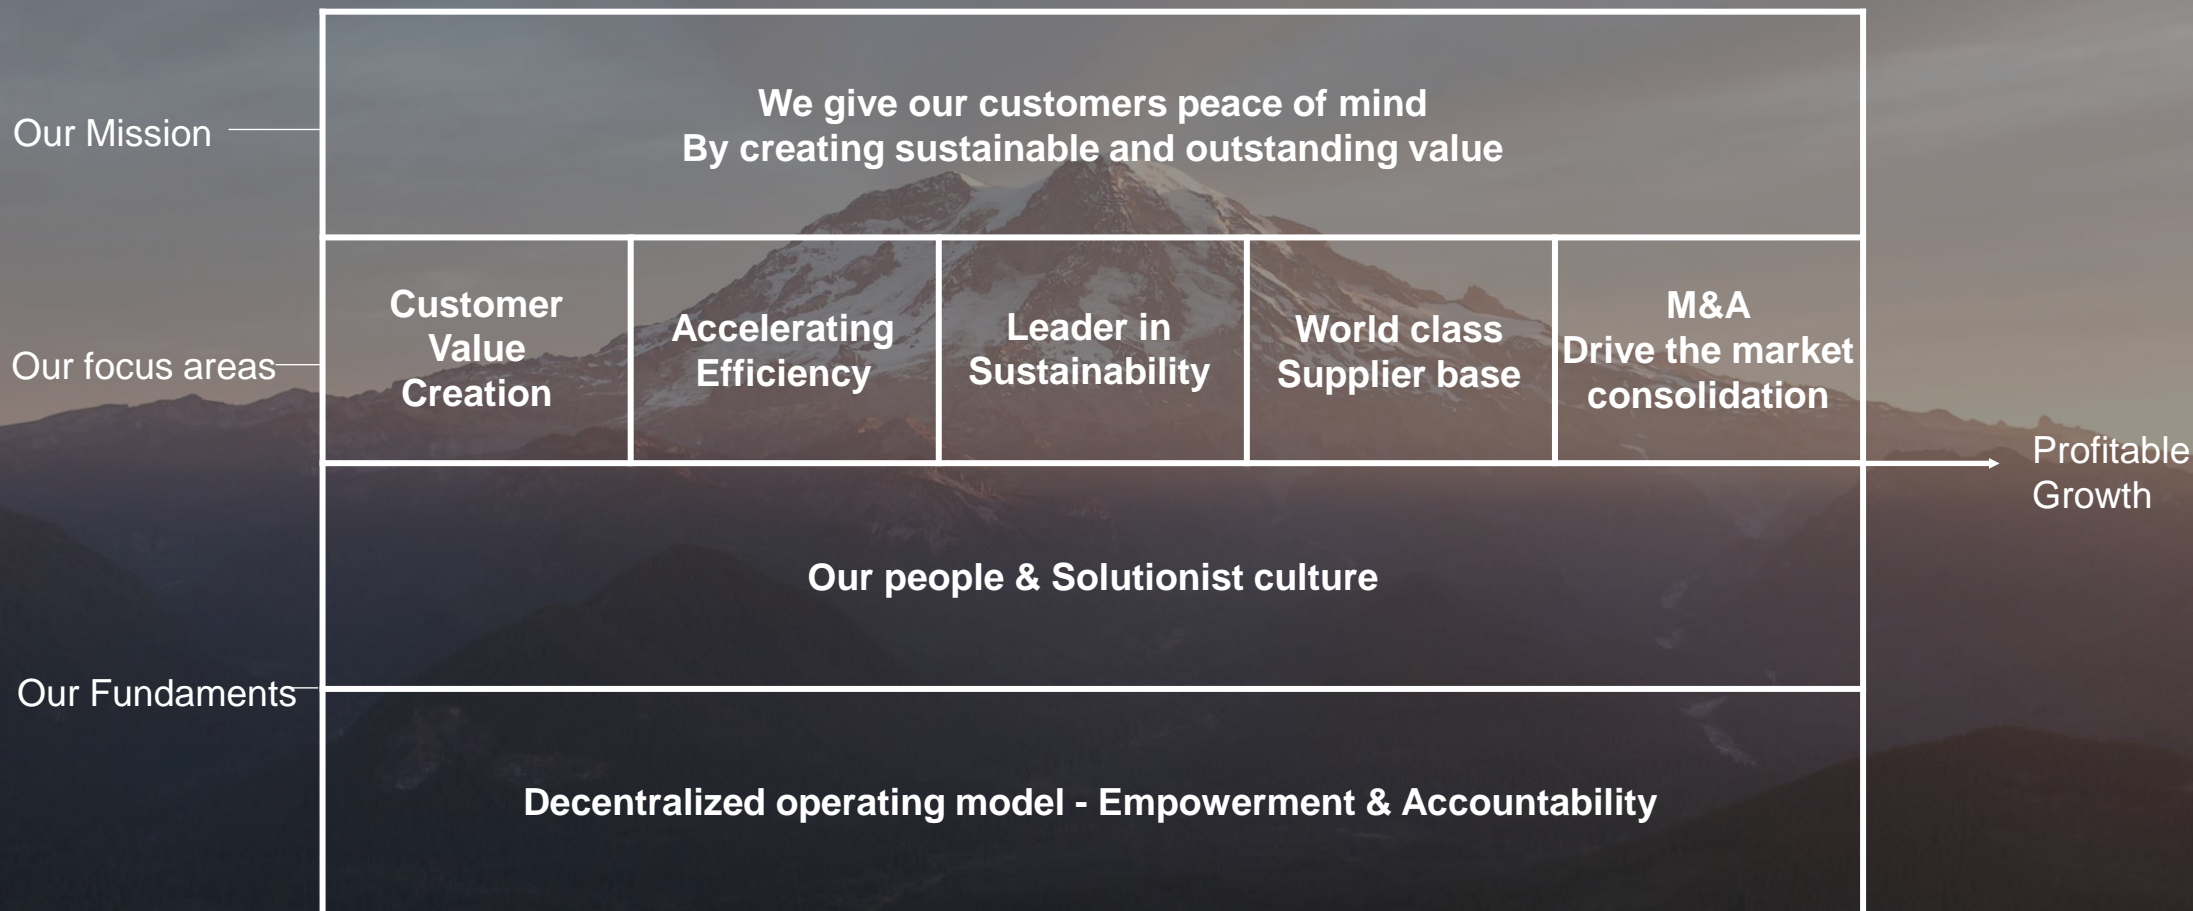 Our Mission
We give our customers peace of mind
By creating sustainable and outstanding value
Our focus areas
Customer
Value
Creation
Accelerating
Efficiency
Leader in
Sustainability
World class
Supplier base
M&A
Drive the market
consolidation
Profitable
Growth
Our people & Solutionist culture
Our Fundaments
Decentralized operating model - Empowerment & Accountability